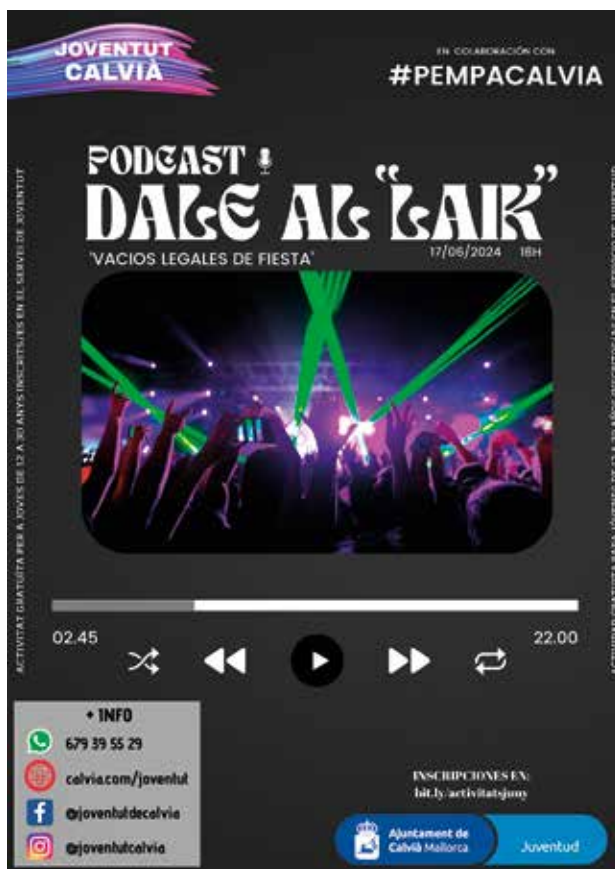 JOVENTUT
CALVIÀ
EN COLABORACIÓN CON
#PEMPACALVIA
PODCAST
DALE AL "LAIK"
'VACIOS LEGALES DE FIESTA'
17/06/2024 18H
ACTIVITAT GRATUÏTA PER A JOVES DE 12 A 30 ANYS INSCRITS/ES EN EL SERVEI DE JOVENTUT
02.45
22.00
+ INFO
679 39 55 29
calvia.com/joventut
@joventutdecalvia
@joventutcalvia
INSCRIPCIONES EN:
bit.ly/activitatsjuny
Ajuntament de
Calvià Mallorca
Juventud